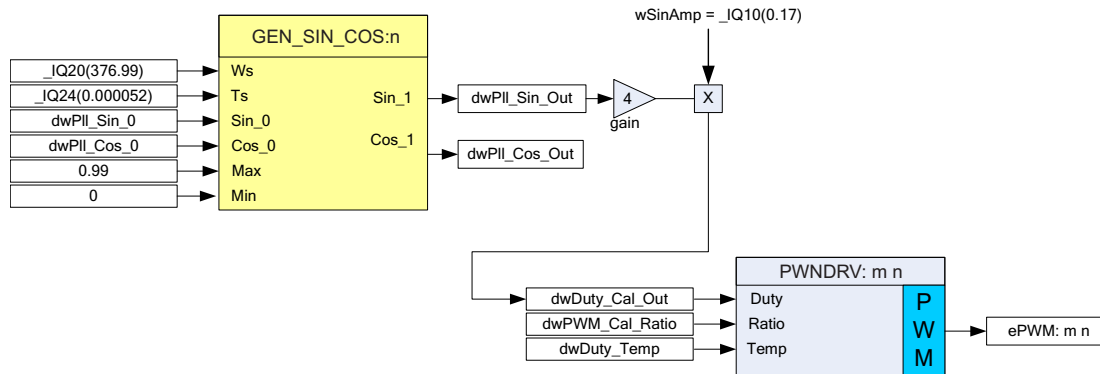 wSinAmp = _IQ10(0.17)
GEN_SIN_COS:n
_IQ20(376.99)
Ws
_IQ24(0.000052)
Ts
Sin_1
dwPll_Sin_Out
4
X
dwPll_Sin_0
Sin_0
gain
dwPll_Cos_0
Cos_0
Cos_1
dwPll_Cos_Out
0.99
Max
0
Min
PWNDRV: m n
dwDuty_Cal_Out
Duty
dwPWM_Cal_Ratio
Ratio
dwDuty_Temp
Temp
P
W
M
ePWM: m n